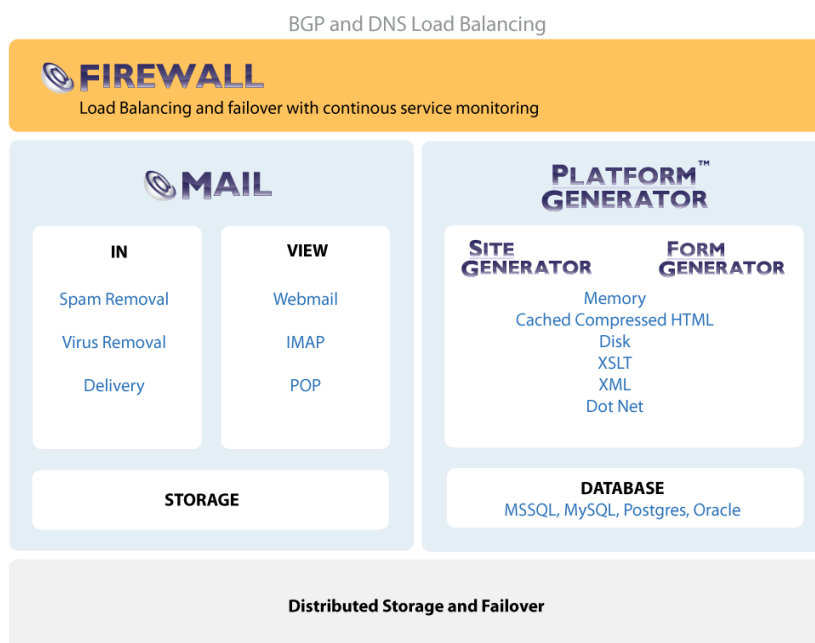 BGP and DNS Load Balancing
FIREWALL
Load Balancing and failover with continous service monitoring
MAIL
IN
Spam Removal
Virus Removal
Delivery
VIEW
Webmail
IMAP
POP
STORAGE
PLATFORM™
GENERATOR
SITE
GENERATOR
FORM
GENERATOR
Memory
Cached Compressed HTML
Disk
XSLT
XML
Dot Net
DATABASE
MSSQL, MySQL, Postgres, Oracle
Distributed Storage and Failover